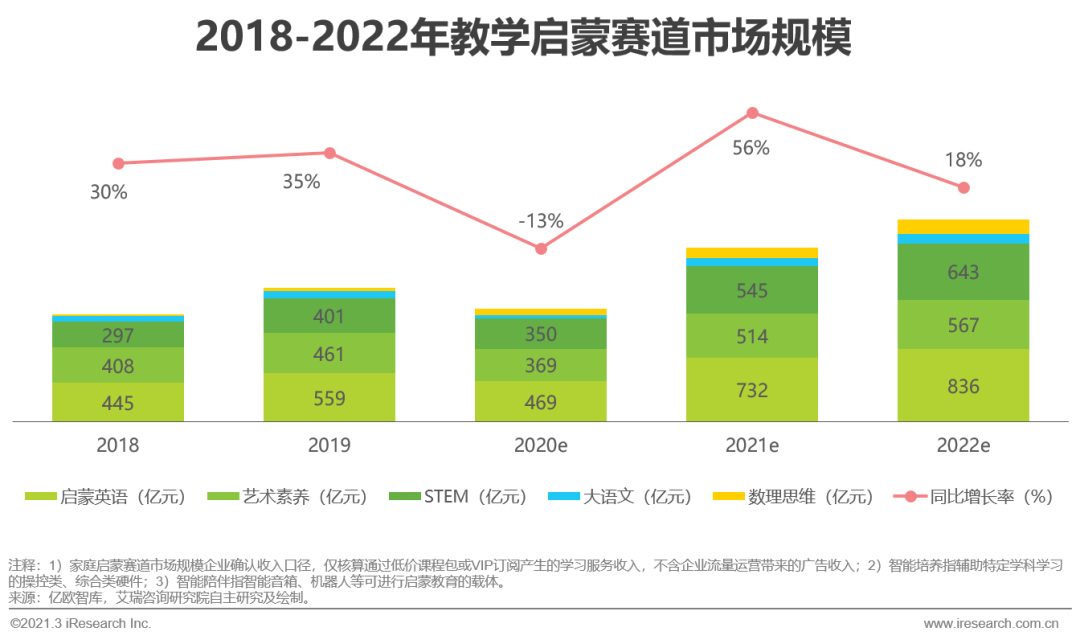 2018-2022年教学启蒙赛道市场规模
30%
35%
-13%
56%
18%
297
408
445
401
461
559
350
369
469
545
514
732
643
567
836
2018
2019
2020e
2021e
2022e
启蒙英语（亿元）
艺术素养（亿元）
STEM（亿元）
大语文（亿元）
数理思维（亿元）
同比增长率（%）
注释：1）家庭启蒙赛道市场规模企业确认收入口径，仅核算通过低价课程包或VIP订阅产生的学习服务收入，不含企业流量运营带来的广告收入；2）智能培养指辅助特定学科学习
的操控类、综合类硬件；3）智能陪伴指智能音箱、机器人等可进行启蒙教育的载体。
来源：亿欧智库，艾瑞咨询研究院自主研究及绘制。
©2021.3 iResearch Inc.
www.iresearch.com.cn